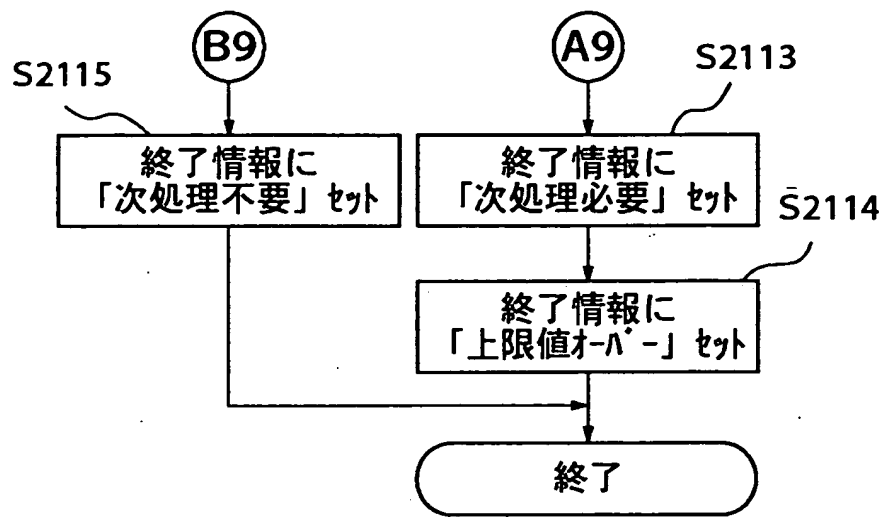 B9
A9
S2115
S2113
終了情報に
「次処理不要」ｾｯﾄ
終了情報に
「次処理必要」ｾｯﾄ
S2114
終了情報に
「上限値ｵｰﾊﾞｰ」ｾｯﾄ
終了